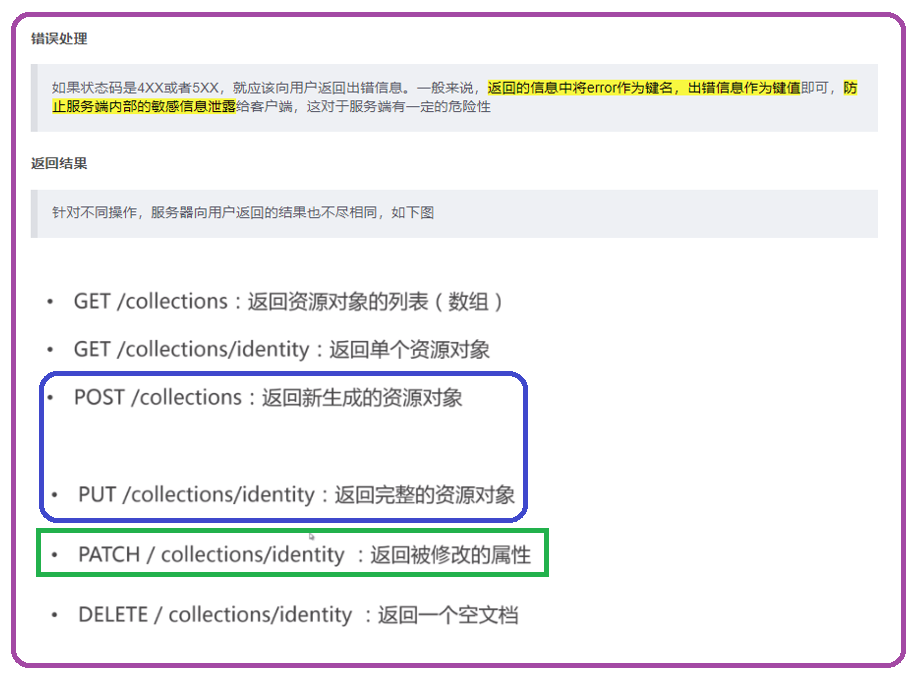 错误处理
如果状态码是4XX或者5XX，就应该向用户返回出错信息。一般来说，返回的信息中将error作为键名，出错信息作为键值即可，防
止服务端内部的敏感信息泄露给客户端，这对于服务端有一定的危险性
返回结果
针对不同操作，服务器向用户返回的结果也不尽相同，如下图
• GET /collections：返回资源对象的列表（数组）
• GET /collections/identity：返回单个资源对象
• POST /collections：返回新生成的资源对象
• PUT /collections/identity：返回完整的资源对象
• PATCH / collections/identity ：返回被修改的属性
• DELETE / collections/identity ：返回一个空文档